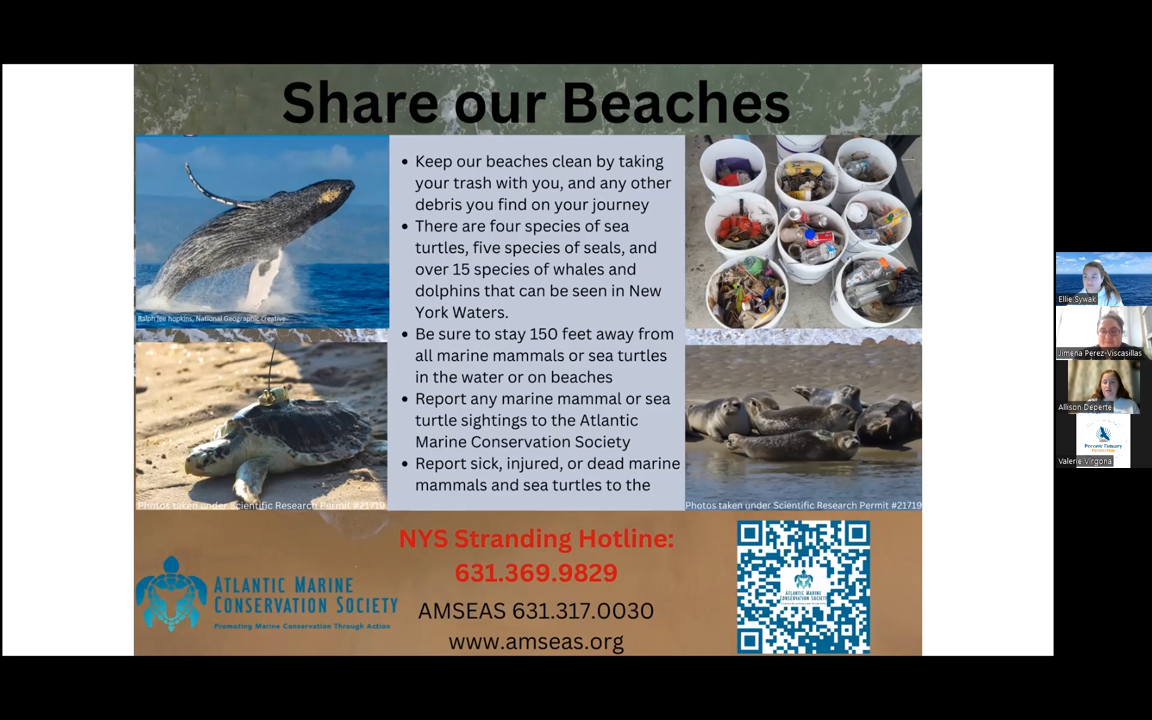 Share our Beaches
Ralph lee hopkins, National Geographic Creative
• Keep our beaches clean by taking
your trash with you, and any other
debris you find on your journey
• There are four species of sea
turtles, five species of seals, and
over 15 species of whales and
dolphins that can be seen in New
York Waters.
• Be sure to stay 150 feet away from
all marine mammals or sea turtles
in the water or on beaches
• Report any marine mammal or sea
turtle sightings to the Atlantic
Marine Conservation Society
• Report sick, injured, or dead marine
mammals and sea turtles to the
Photos taken under Scientific Research Permit #21719
Photos taken under Scientific Research Permit #21719
NYS Stranding Hotline:
631.369.9829
AMSEAS 631.317.0030
www.amseas.org
ATLANTIC MARINE
CONSERVATION SOCIETY
Promoting Marine Conservation Through Action
ATLANTIC MARINE
CONSERVATION SOCIETY
Ellie Sywak
Jimena Perez-Viscasillas
Allison Deperte
Peconic Estuary
Valerie Virgona